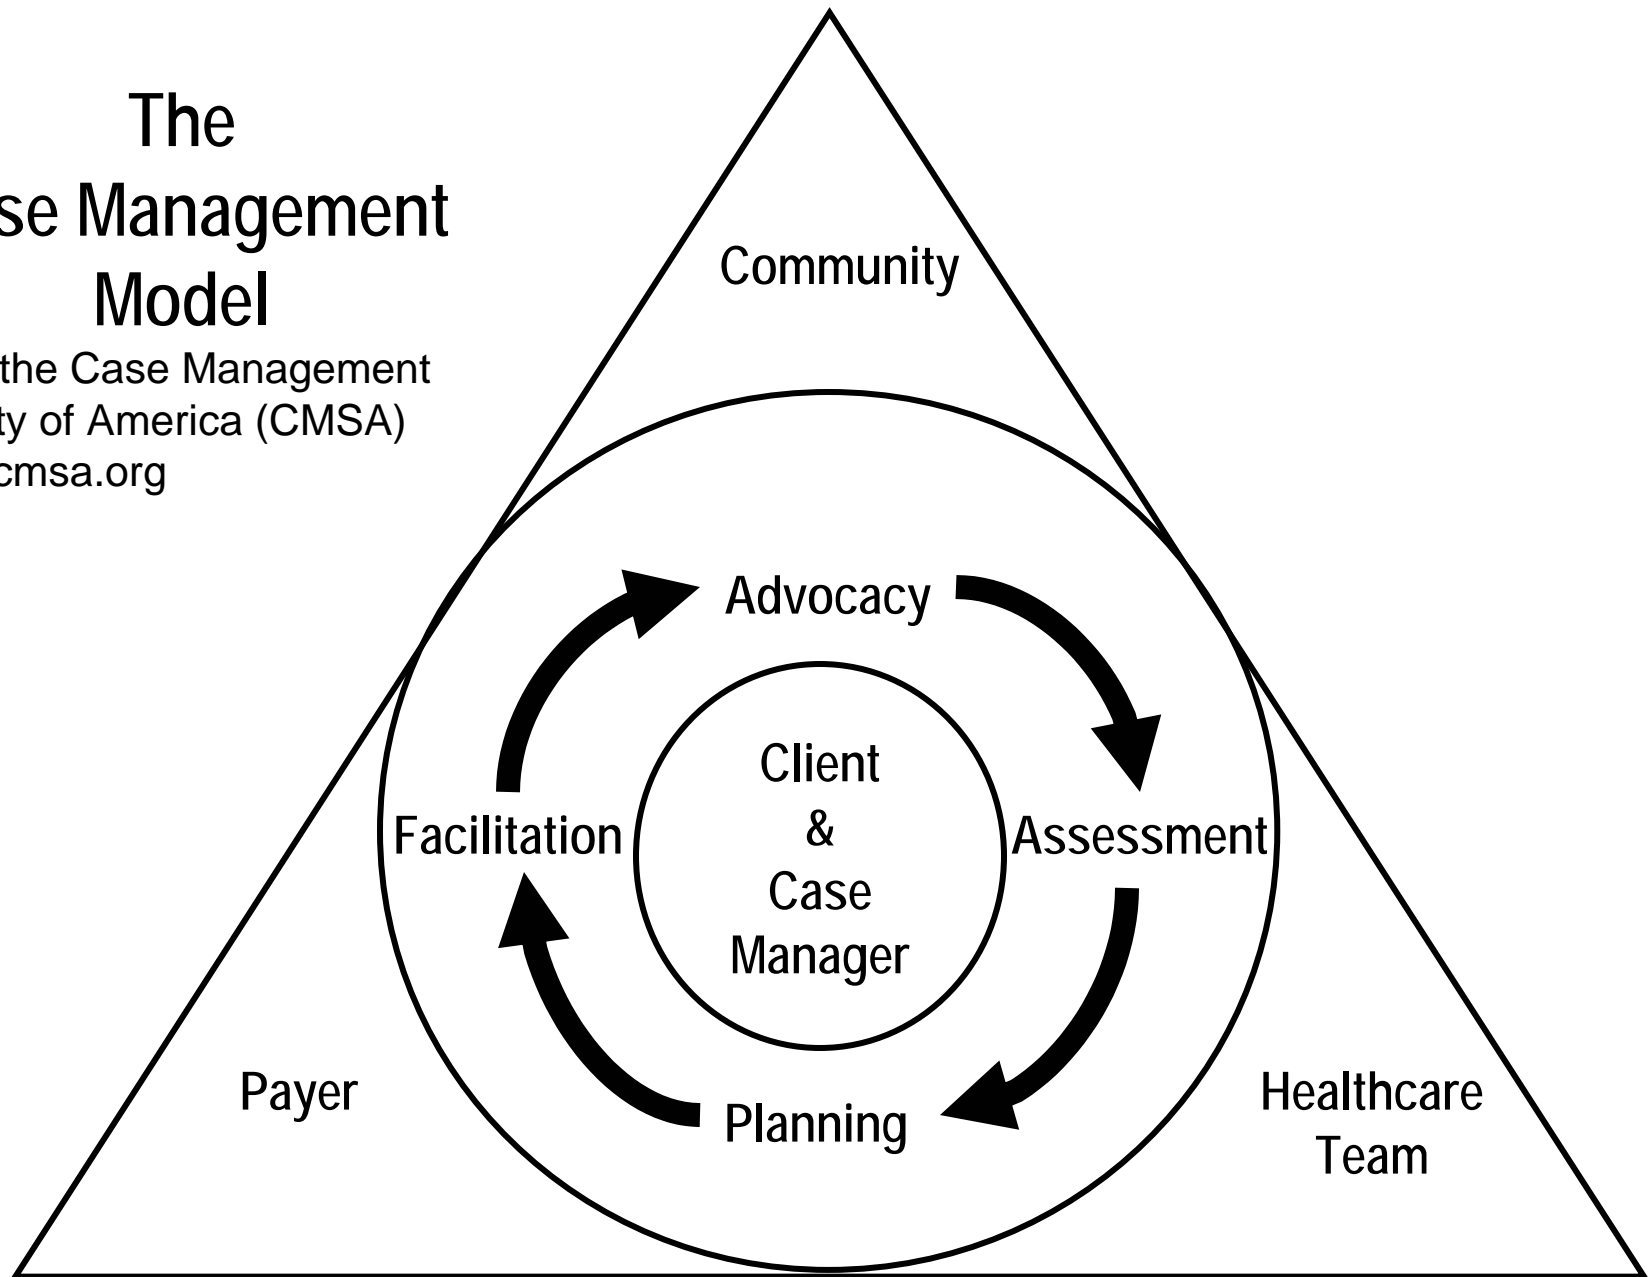 The
se Management
Model
the Case Management
ty of America (CMSA)
cmsa.org
Community
Advocacy
Client
&
Case
Manager
Facilitation
Assessment
Planning
Payer
Healthcare
Team